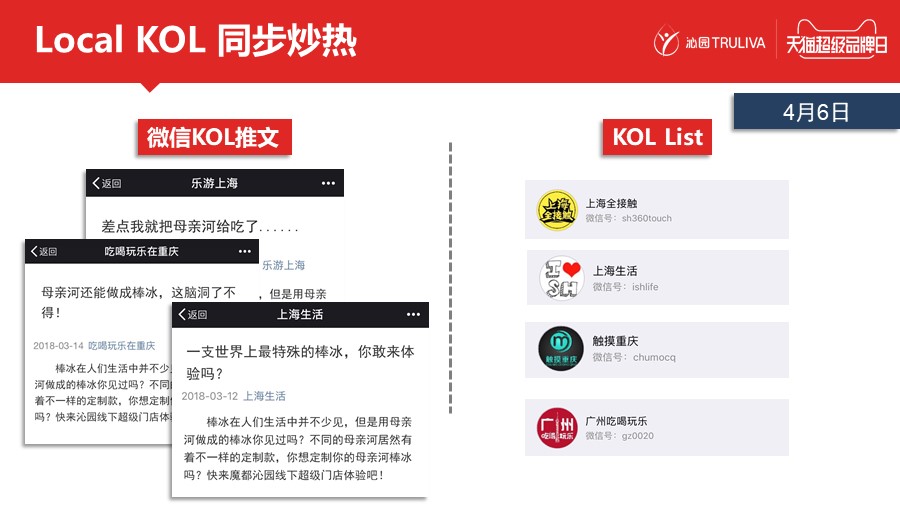 Local KOL 同步炒热
沁园TRULIVA
天猫超级品牌日
4月6日
微信KOL推文
返回
乐游上海
差点我就把母亲河给吃了......
乐游上海
，但是用母亲
返回
吃喝玩乐在重庆
母亲河还能做成棒冰，这脑洞了不
得！
2018-03-14 吃喝玩乐在重庆
棒冰在人们生活中并不少
河做成的棒冰你见过吗？不同
着不一样的定制款，你想定制
吗？快来沁园线下超级门店体
返回
上海生活
一支世界上最特殊的棒冰，你敢来体
验吗？
2018-03-12 上海生活
棒冰在人们生活中并不少见，但是用母亲
河做成的棒冰你见过吗？不同的母亲河居然有
着不一样的定制款，你想定制你的母亲河棒冰
吗？快来魔都沁园线下超级门店体验吧！
KOL List
上海全接触
上海全接触
微信号：sh360touch
I SH
上海生活
微信号：ishlife
触摸重庆
触摸重庆
微信号：chumocq
广州吃喝玩乐
广州吃喝玩乐
微信号：gz0020